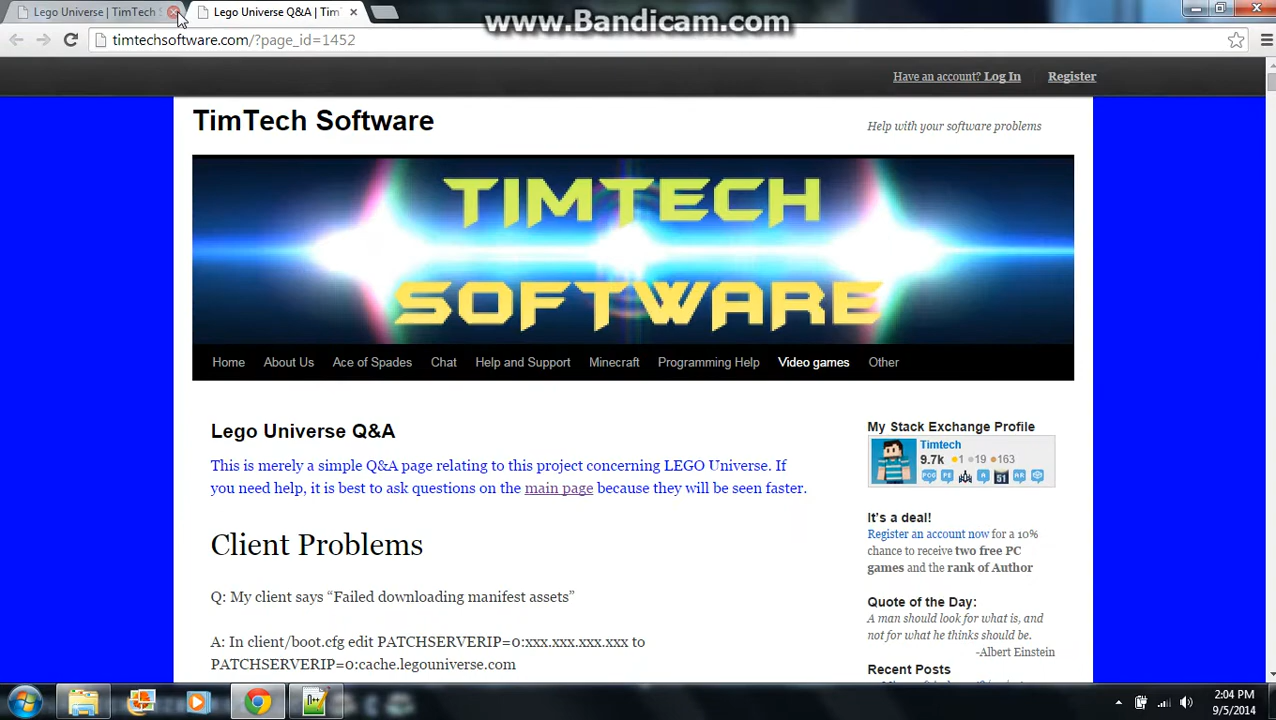 www.Bandicam.com
Lego Universe | TimTech S
Lego Universe Q&A | Tim
timtechsoftware.com/?page_id=1452
Have an account? Log In Register
TimTech Software
Help with your software problems
TIMTECH
SOFTWARE
Home About Us Ace of Spades Chat Help and Support Minecraft Programming Help Video games Other
Lego Universe Q&A
This is merely a simple Q&A page relating to this project concerning LEGO Universe. If
you need help, it is best to ask questions on the main page because they will be seen faster.
Client Problems
Q: My client says “Failed downloading manifest assets”
A: In client/boot.cfg edit PATCHSERVERIP=0:xxx.xxx.xxx.xxx to
PATCHSERVERIP=0:cache.legouniverse.com
My Stack Exchange Profile
Timtech
9.7k 1 19 163
51
It’s a deal!
Register an account now for a 10%
chance to receive two free PC
games and the rank of Author
Quote of the Day:
A man should look for what is, and
not for what he thinks should be.
-Albert Einstein
Recent Posts
2:04 PM
9/5/2014